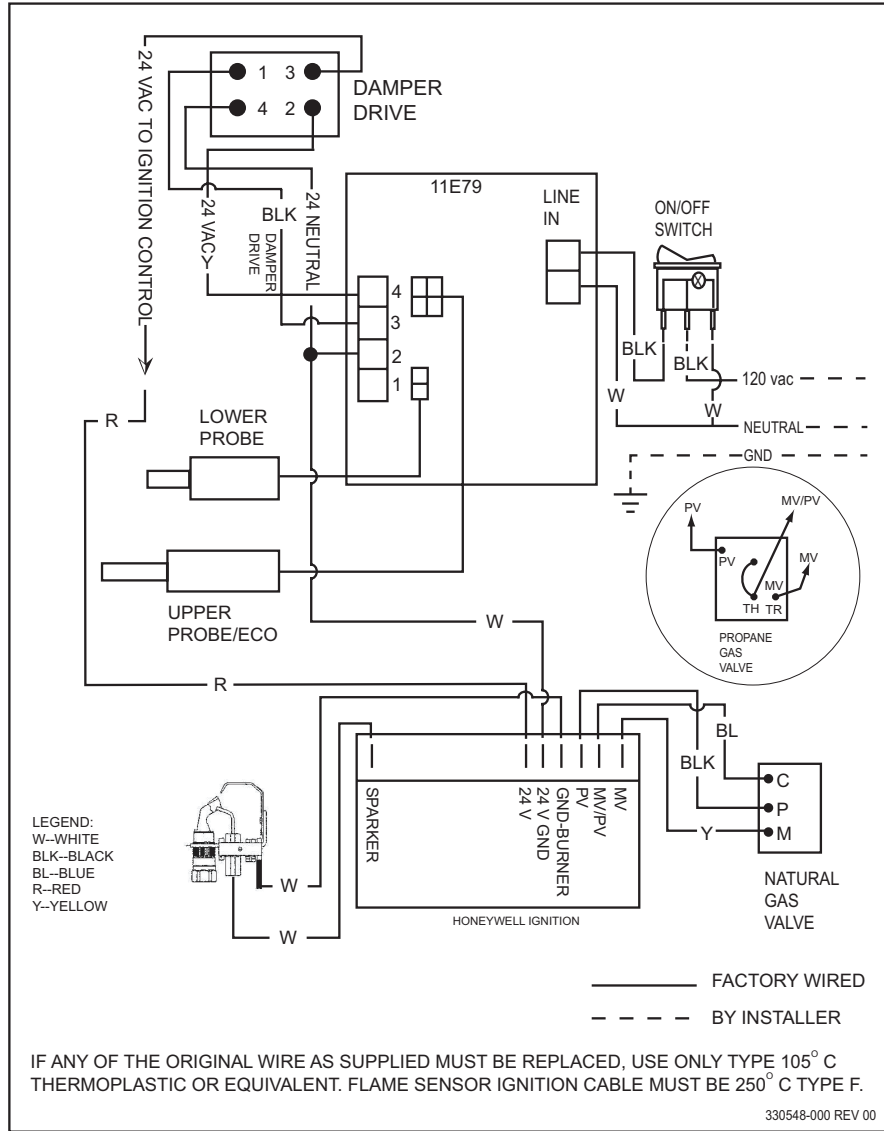 24 VAC TO IGNITION CONTROL
1 3
4 2
DAMPER
DRIVE
24 VAC
Y
BLK
DAMPER
DRIVE
24 NEUTRAL
11E79
LINE
IN
ON/OFF
SWITCH
4
3
2
1
BLK
BLK
W
W
120 vac
NEUTRAL
GND
R
LOWER
PROBE
UPPER
PROBE/ECO
PV
MV/PV
PV
MV
MV
TH TR
PROPANE
GAS
VALVE
W
R
BL
BLK
Y
C
P
M
NATURAL
GAS
VALVE
SPARKER
24 V
24 V GND
GND-BURNER
PV
MV/PV
MV
HONEYWELL IGNITION
LEGEND:
W--WHITE
BLK--BLACK
BL--BLUE
R--RED
Y--YELLOW
W
W
FACTORY WIRED
BY INSTALLER
IF ANY OF THE ORIGINAL WIRE AS SUPPLIED MUST BE REPLACED, USE ONLY TYPE 105° C
THERMOPLASTIC OR EQUIVALENT. FLAME SENSOR IGNITION CABLE MUST BE 250° C TYPE F.
330548-000 REV 00